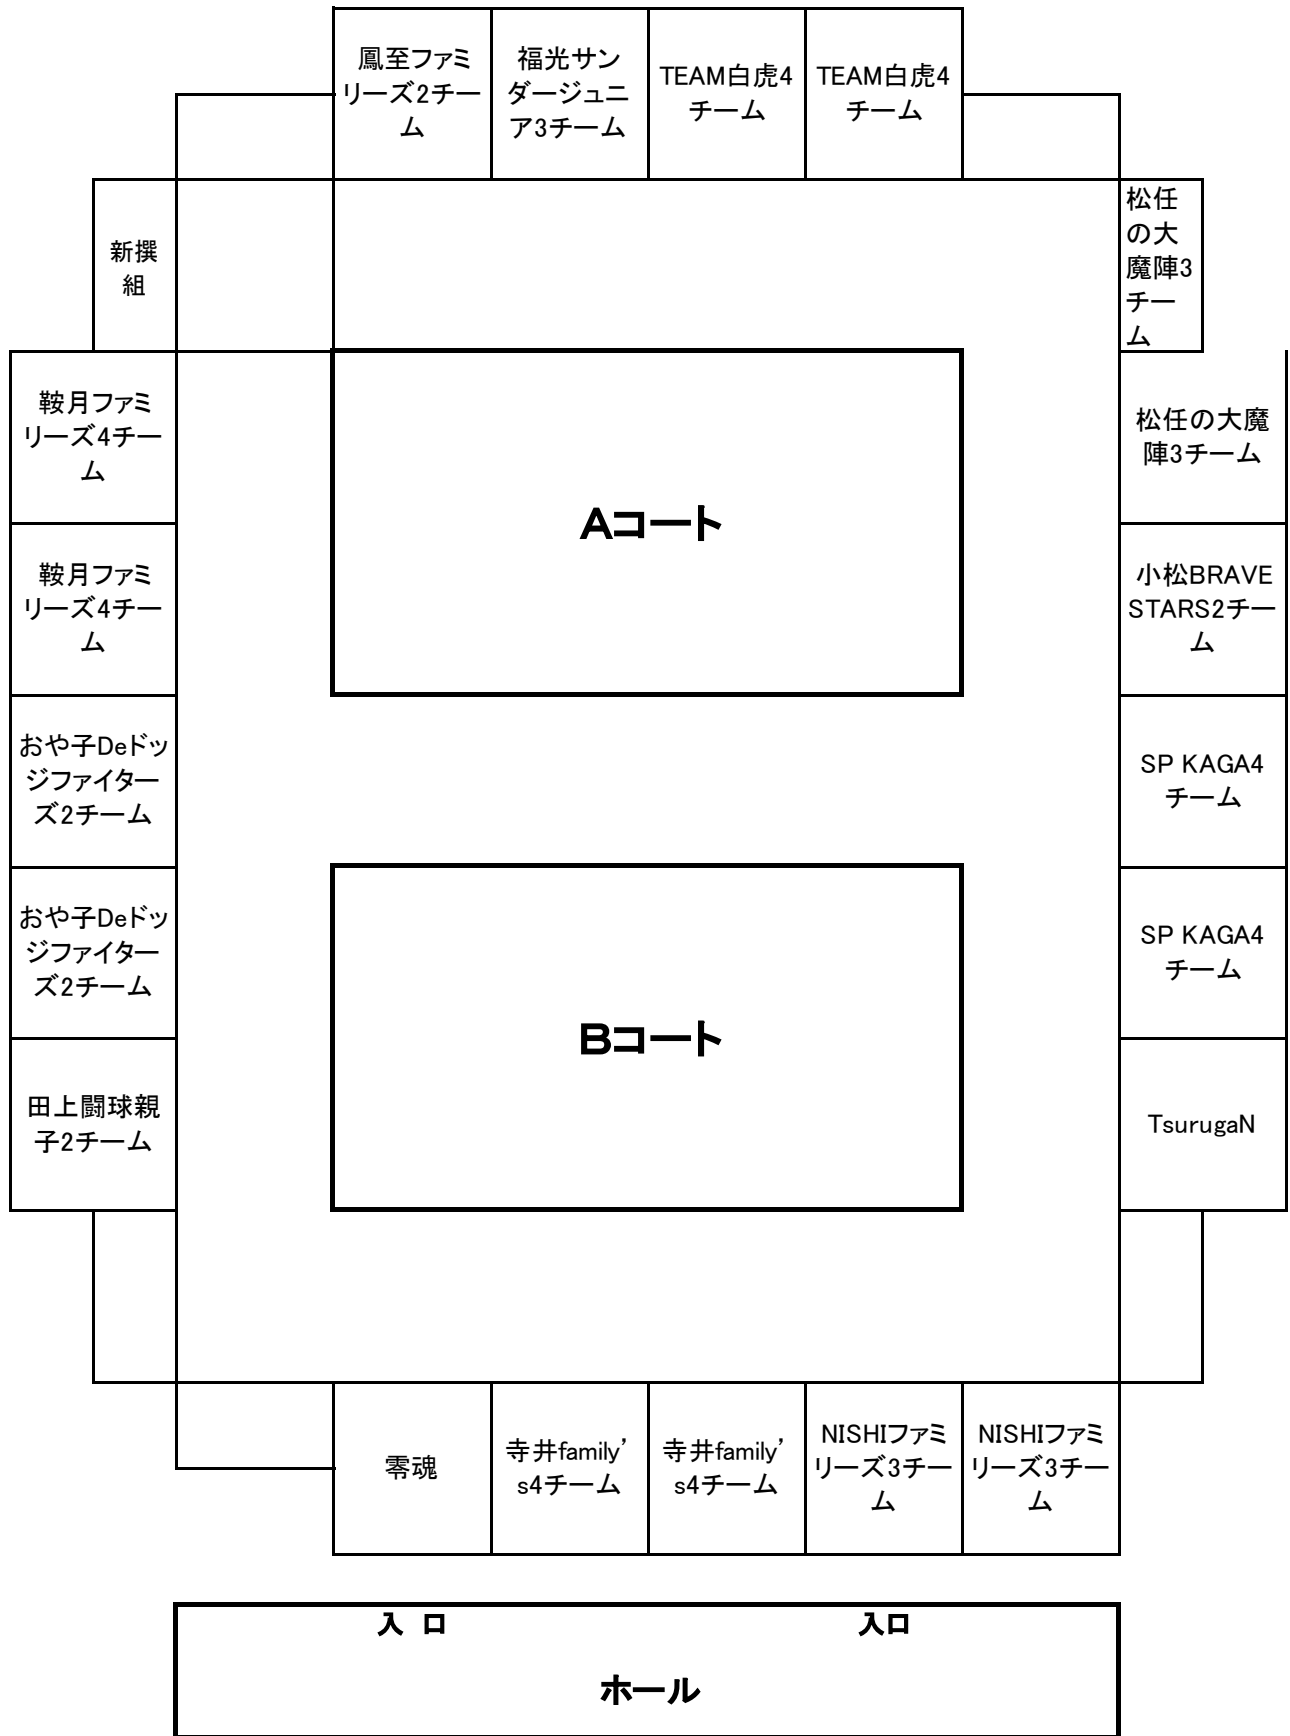 鳳至ファミ
リーズ2チー
ム
福光サン
ダージュニ
ア3チーム
TEAM白虎4
チーム
TEAM白虎4
チーム
新撰
組
松任
の大
魔陣3
チー
ム
鞍月ファミ
リーズ4チー
ム
松任の大魔
陣3チーム
Aコート
鞍月ファミ
リーズ4チー
ム
小松BRAVE
STARS2チー
ム
おや子Deドッ
ジファイター
ズ2チーム
SP KAGA4
チーム
おや子Deドッ
ジファイター
ズ2チーム
SP KAGA4
チーム
Bコート
田上闘球親
子2チーム
TsurugaN
零魂
寺井family’
s4チーム
寺井family’
s4チーム
NISHIファミ
リーズ3チー
ム
NISHIファミ
リーズ3チー
ム
入　口
入口
ホール